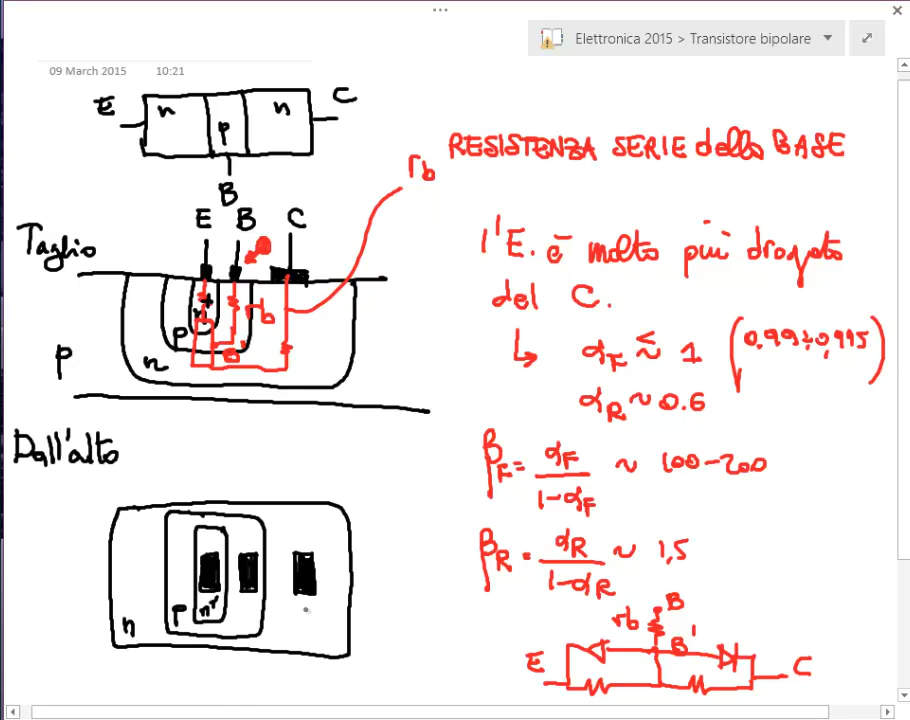 Elettronica 2015 > Transistore bipolare
09 March 2015 10:21
E n p n C
B
rb RESISTENZA SERIE della BASE
E B C
Taglio
l'E. è molto più drogato
del C.
n+
p
b
B'
n
p
↳ αF ≲ 1 (0,99÷0,995)
αR ~ 0.6
Dall'alto
βF = αF / 1-αF ~ 100-200
βR = αR / 1-αR ~ 1,5
n p n+
rb B
B'
E C